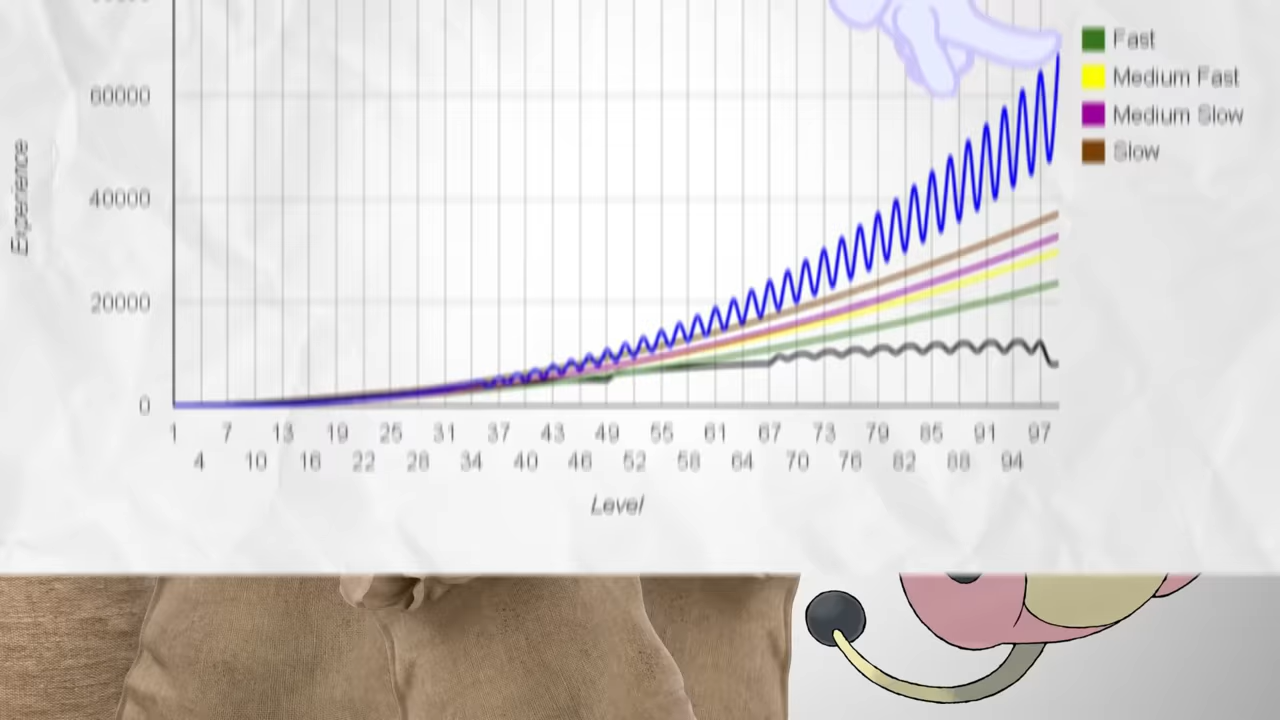 60000
40000
20000
0
Experience
1 7 13 19 25 31 37 43 49 55 61 67 73 79 85 91 97
4 10 16 22 28 34 40 46 52 58 64 70 76 82 88 94
Level
Fast
Medium Fast
Medium Slow
Slow